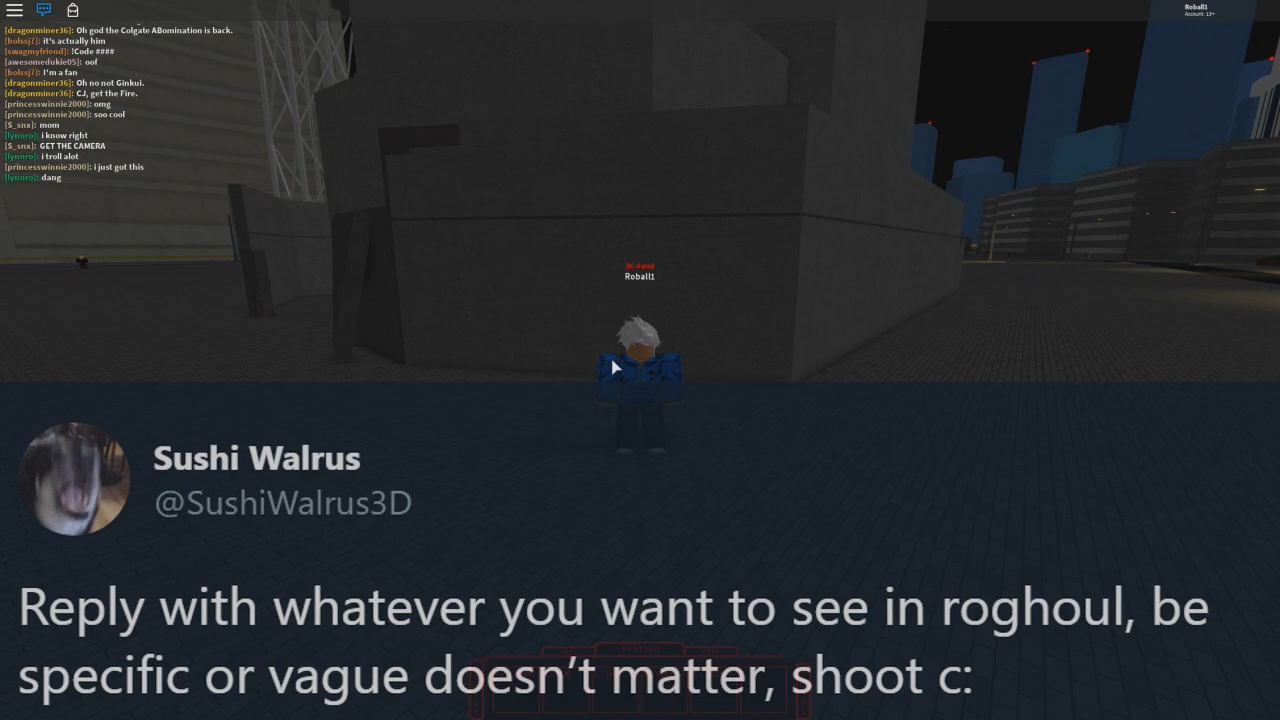 Roball1
Account: 13+
[dragonminer36]: Oh god the Colgate ABomination is back.
[bolssj7]: it's actually him
[swagmyfriend]: !Code ####
[awesomedukie05]: oof
[bolssj7]: I'm a fan
[dragonminer36]: Oh no not Ginkui.
[dragonminer36]: CJ, get the Fire.
[princesswinnie2000]: omg
[princesswinnie2000]: soo cool
[S_snx]: mom
[lynnro]: i know right
[S_snx]: GET THE CAMERA
[lynnro]: i troll alot
[princesswinnie2000]: i just got this
[lynnro]: dang
Roball1
Sushi Walrus
@SushiWalrus3D
Reply with whatever you want to see in roghoul, be
specific or vague doesn't matter, shoot c: